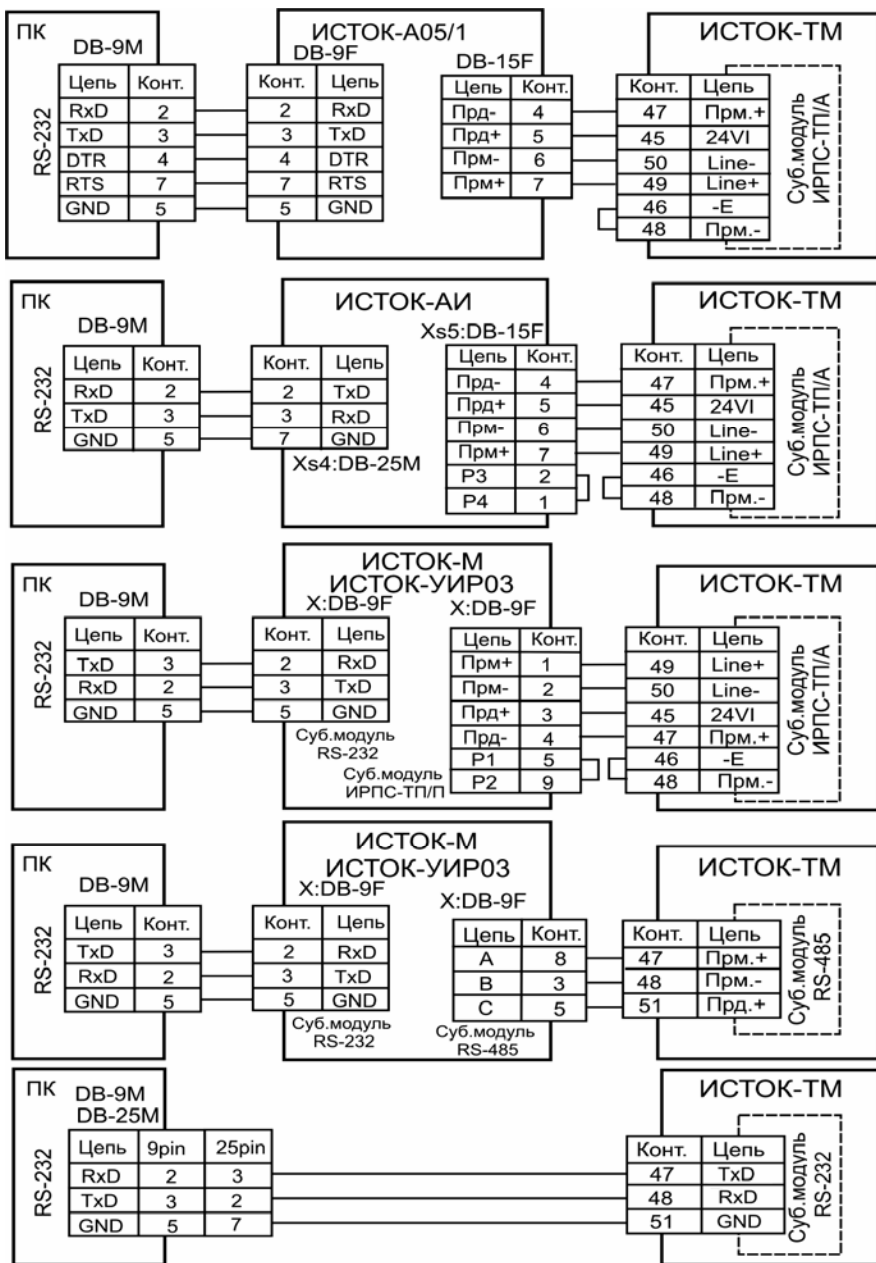 ПК
DB-9M
RS-232
Цепь Конт.
RxD 2
TxD 3
DTR 4
RTS 7
GND 5
ИСТОК-А05/1
DB-9F
Конт. Цепь
2 RxD
3 TxD
4 DTR
7 RTS
5 GND
DB-15F
Цепь Конт.
Прд- 4
Прд+ 5
Прм- 6
Прм+ 7
ИСТОК-ТМ
Конт. Цепь
47 Прм.+
45 24VI
50 Line-
49 Line+
46 -E
48 Прм.-
Суб.модуль
ИРПС-ТП/А
ПК
DB-9M
RS-232
Цепь Конт.
RxD 2
TxD 3
GND 5
ИСТОК-АИ
Конт. Цепь
2 TxD
3 RxD
7 GND
Xs4:DB-25M
Xs5:DB-15F
Цепь Конт.
Прд- 4
Прд+ 5
Прм- 6
Прм+ 7
P3 2
P4 1
ИСТОК-ТМ
Конт. Цепь
47 Прм.+
45 24VI
50 Line-
49 Line+
46 -E
48 Прм.-
Суб.модуль
ИРПС-ТП/А
ПК
DB-9M
RS-232
Цепь Конт.
TxD 3
RxD 2
GND 5
ИСТОК-М
ИСТОК-УИР03
X:DB-9F
Конт. Цепь
2 RxD
3 TxD
5 GND
Суб.модуль
RS-232
X:DB-9F
Цепь Конт.
Прм+ 1
Прм- 2
Прд+ 3
Прд- 4
P1 5
P2 9
Суб.модуль
ИРПС-ТП/П
ИСТОК-ТМ
Конт. Цепь
49 Line+
50 Line-
45 24VI
47 Прм.+
46 -E
48 Прм.-
Суб.модуль
ИРПС-ТП/А
ПК
DB-9M
RS-232
Цепь Конт.
TxD 3
RxD 2
GND 5
ИСТОК-М
ИСТОК-УИР03
X:DB-9F
Конт. Цепь
2 RxD
3 TxD
5 GND
Суб.модуль
RS-232
X:DB-9F
Цепь Конт.
A 8
B 3
C 5
Суб.модуль
RS-485
ИСТОК-ТМ
Конт. Цепь
47 Прм.+
48 Прм.-
51 Прд.+
Суб.модуль
RS-485
ПК
DB-9M
DB-25M
RS-232
Цепь 9pin 25pin
RxD 2 3
TxD 3 2
GND 5 7
ИСТОК-ТМ
Конт. Цепь
47 TxD
48 RxD
51 GND
Суб.модуль
RS-232